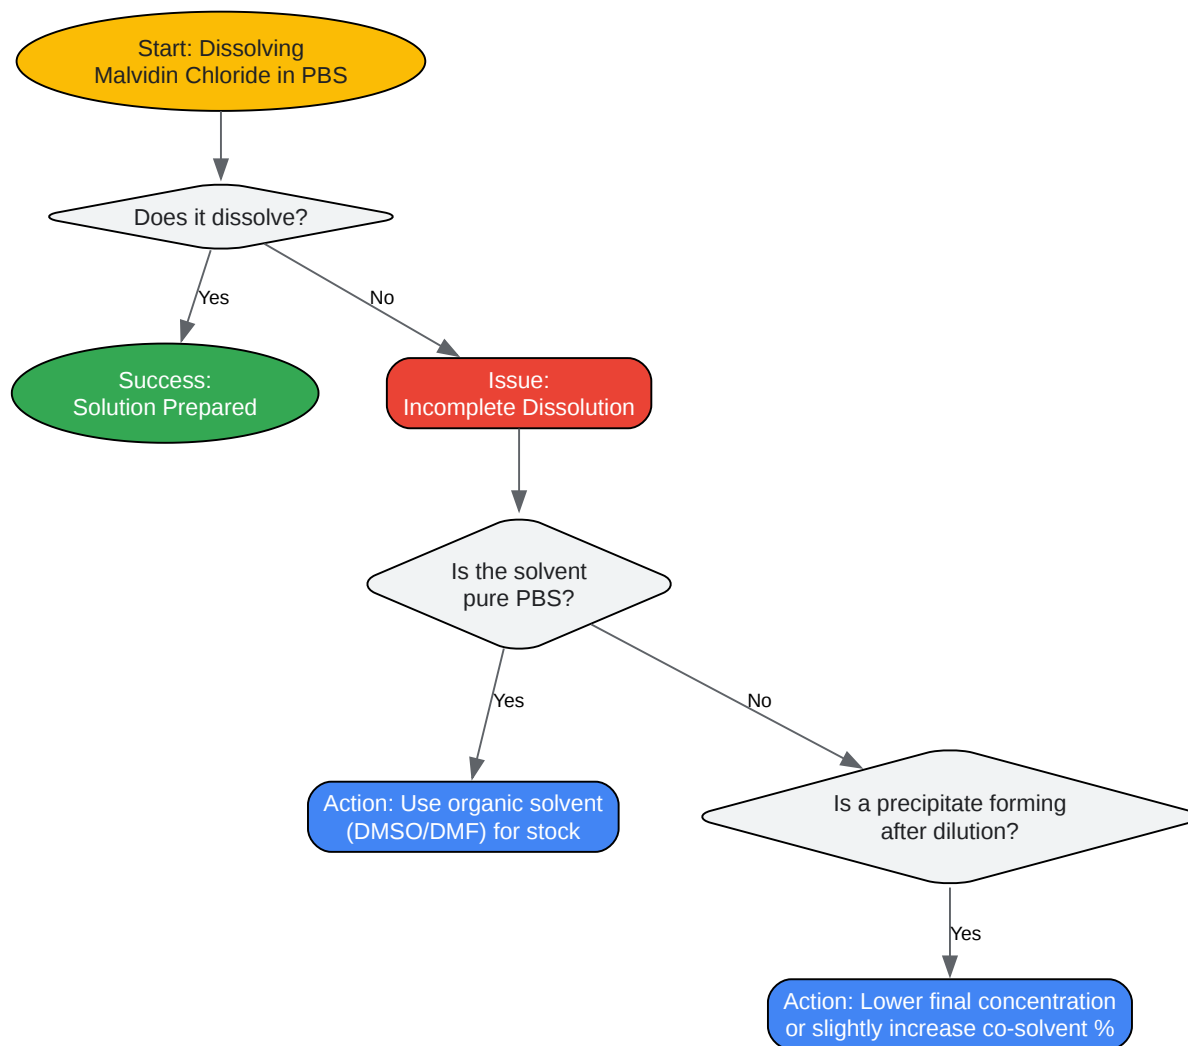 Start: Dissolving
Malvidin Chloride in PBS
Does it dissolve?
Yes
No
Success:
Solution Prepared
Issue:
Incomplete Dissolution
Is the solvent
pure PBS?
Yes
No
Action: Use organic solvent
(DMSO/DMF) for stock
Is a precipitate forming
after dilution?
Yes
Action: Lower final concentration
or slightly increase co-solvent %